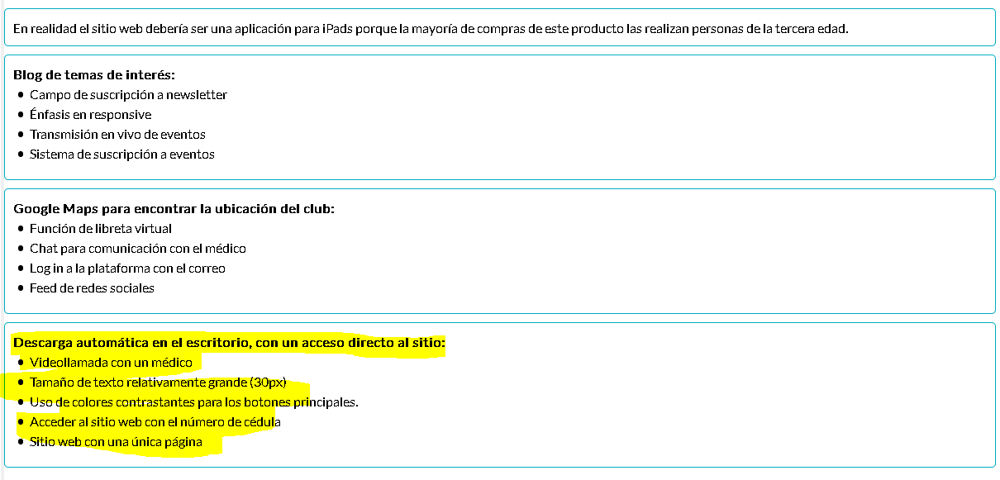 En realidad el sitio web debería ser una aplicación para iPads porque la mayoría de compras de este producto las realizan personas de la tercera edad.
Blog de temas de interés:
• Campo de suscripción a newsletter
• Énfasis en responsive
• Transmisión en vivo de eventos
• Sistema de suscripción a eventos
Google Maps para encontrar la ubicación del club:
• Función de libreta virtual
• Chat para comunicación con el médico
• Log in a la plataforma con el correo
• Feed de redes sociales
Descarga automática en el escritorio, con un acceso directo al sitio:
• Videollamada con un médico
• Tamaño de texto relativamente grande (30px)
• Uso de colores contrastantes para los botones principales.
• Acceder al sitio web con el número de cédula
• Sitio web con una única página